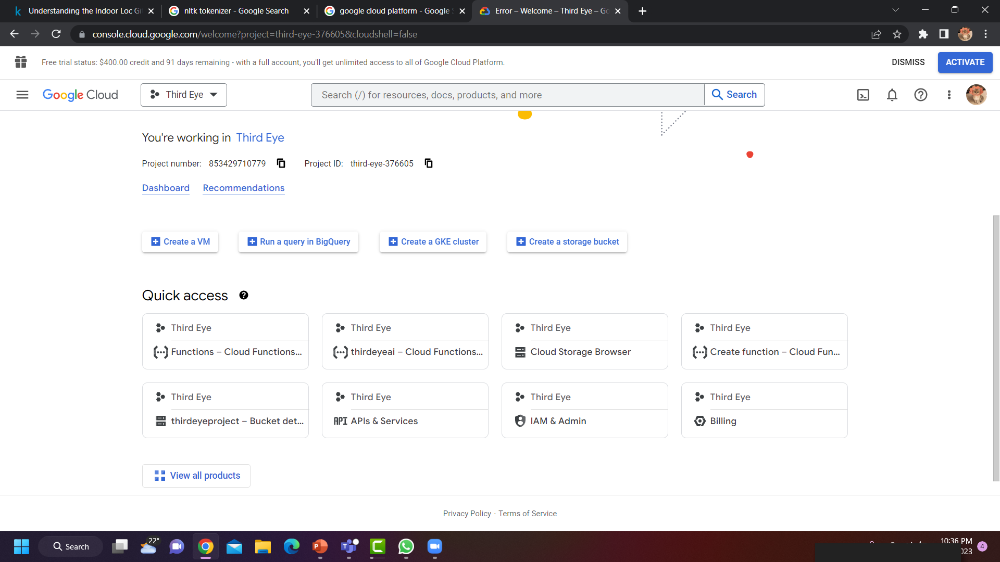 Understanding the Indoor Loc Gi
nltk tokenizer - Google Search
google cloud platform - Google S
Error – Welcome – Third Eye – Go
console.cloud.google.com/welcome?project=third-eye-376605&cloudshell=false
Free trial status: $400.00 credit and 91 days remaining - with a full account, you'll get unlimited access to all of Google Cloud Platform.
DISMISS
ACTIVATE
Google Cloud
Third Eye
Search (/) for resources, docs, products, and more
Search
You're working in Third Eye
Project number: 853429710779 Project ID: third-eye-376605
Dashboard Recommendations
Create a VM
Run a query in BigQuery
Create a GKE cluster
Create a storage bucket
Quick access
Third Eye
Functions – Cloud Functions...
Third Eye
thirdeyeai – Cloud Functions...
Third Eye
Cloud Storage Browser
Third Eye
Create function – Cloud Fun...
Third Eye
thirdeyeproject – Bucket det...
Third Eye
API APIs & Services
Third Eye
IAM & Admin
Third Eye
Billing
View all products
Privacy Policy · Terms of Service
Search
22°
10:36 PM
023
4